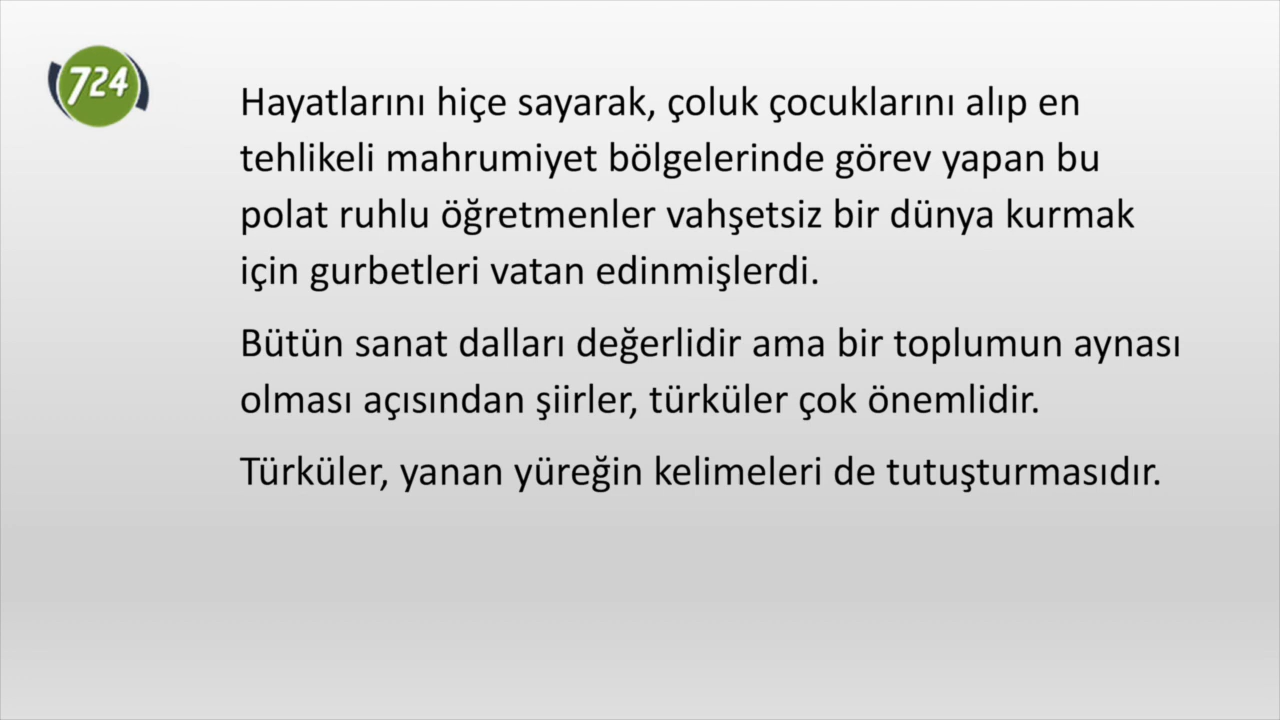 724
Hayatlarını hiçe sayarak, çoluk çocuklarını alıp en
tehlikeli mahrumiyet bölgelerinde görev yapan bu
polat ruhlu öğretmenler vahşetsiz bir dünya kurmak
için gurbetleri vatan edinmişlerdi.
Bütün sanat dalları değerlidir ama bir toplumun aynası
olması açısından şiirler, türküler çok önemlidir.
Türküler, yanan yüreğin kelimeleri de tutuşturmasıdır.